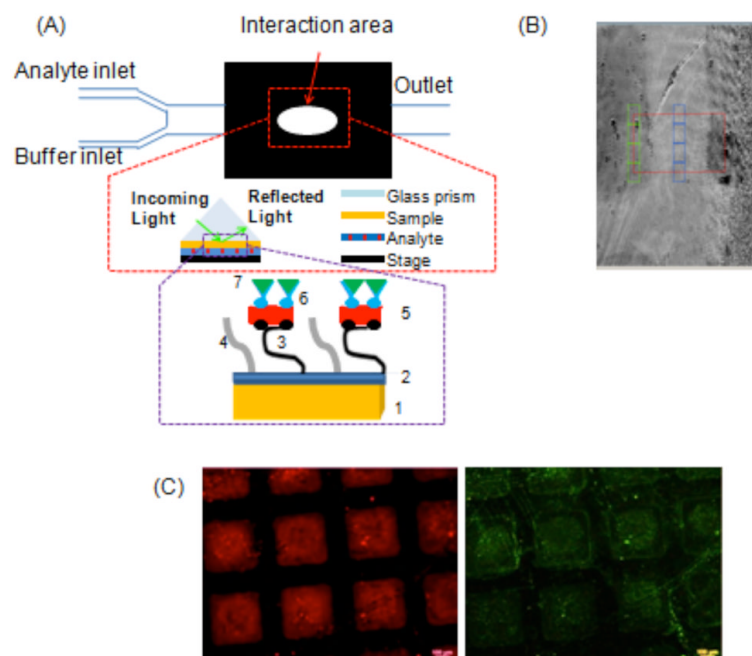 (A)
Interaction area
(B)
Analyte inlet
Outlet
Buffer inlet
Incoming
Light
Reflected
Light
Glass prism
Sample
Analyte
Stage
7
6
5
4
3
2
1
(C)